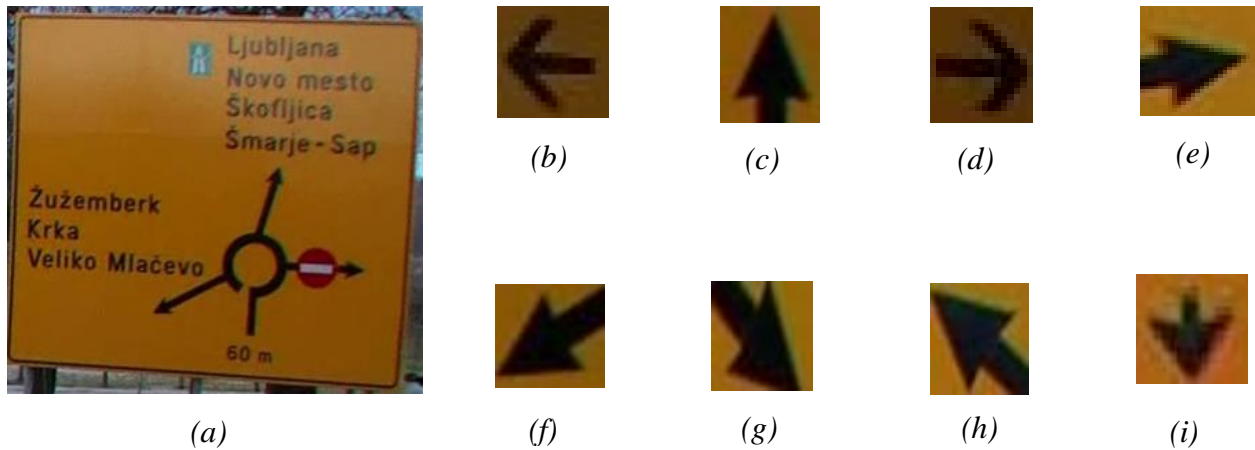 Ljubljana
Novo mesto
Škofljica
Šmarje-Sap
Žužemberk
Krka
Veliko Mlačevo
60 m
(a)
(b)
(c)
(d)
(e)
(f)
(g)
(h)
(i)